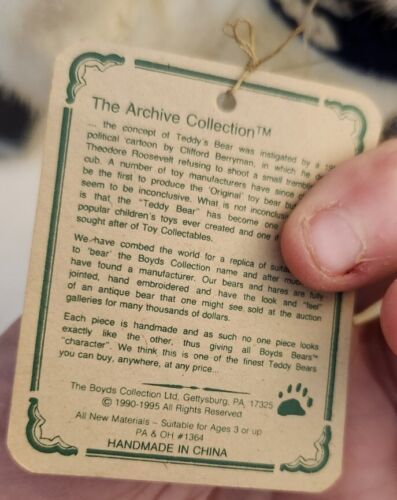 The Archive Collection™
... the concept of Teddy's Bear was instigated by a
political cartoon by Clifford Berryman, in which he
Theodore Roosevelt refusing to shoot a small
cub. A number of toy manufacturers have since
be the first to produce the 'Original' toy bear but
seem to be inconclusive. What is not
is that the "Teddy Bear" has become one
popular children's toys ever created and one
sought after of Toy Collectables.
We have combed the world for a replica of
to 'bear' the Boyds Collection name and after
have found a manufacturer. Our bears and hares are fully
jointed, hand embroidered and have the look and "feel"
of an antique bear that one might see sold at the auction
galleries for many thousands of dollars.
Each piece is handmade and as such no one piece looks
exactly like the other, thus giving all Boyds Bears™
"character". We think this is one of the finest Teddy Bears
you can buy, anywhere, at any price...
The Boyds Collection Ltd, Gettysburg, PA, 17325
© 1990-1995 All Rights Reserved
All New Materials ~ Suitable for Ages 3 or up
PA & OH #1364
HANDMADE IN CHINA